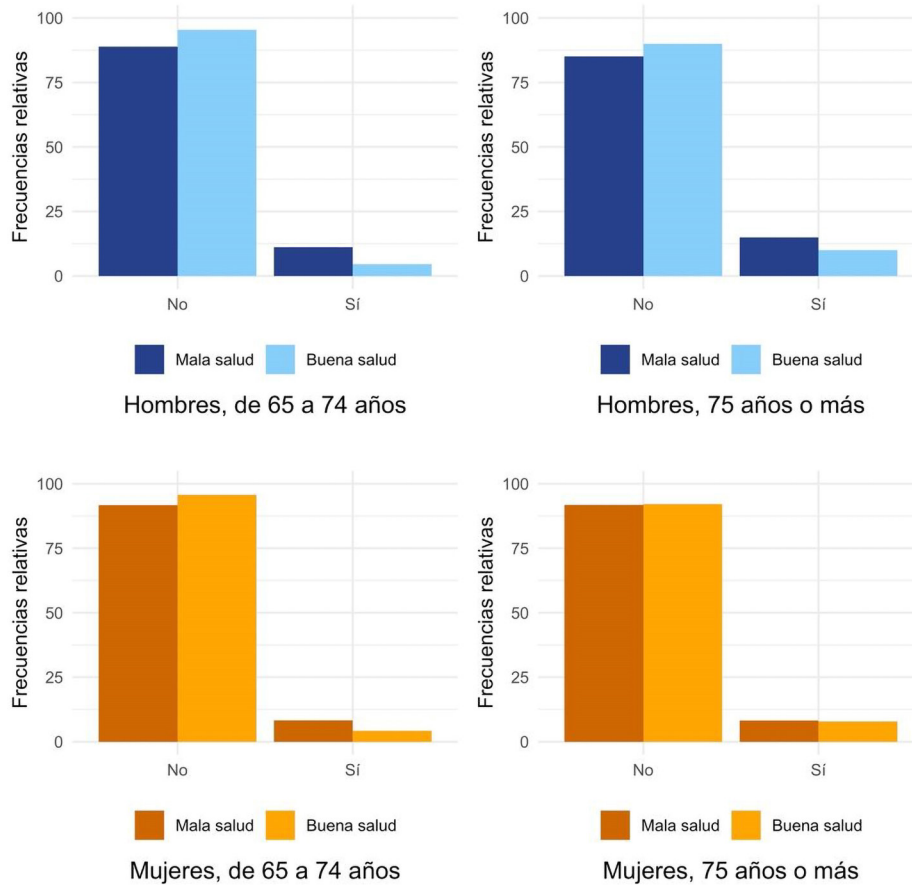 Frecuencias relativas
100
75
50
25
0
No Sí
Mala salud Buena salud
Hombres, de 65 a 74 años
Frecuencias relativas
100
75
50
25
0
No Sí
Mala salud Buena salud
Hombres, 75 años o más
Frecuencias relativas
100
75
50
25
0
No Sí
Mala salud Buena salud
Mujeres, de 65 a 74 años
Frecuencias relativas
100
75
50
25
0
No Sí
Mala salud Buena salud
Mujeres, 75 años o más